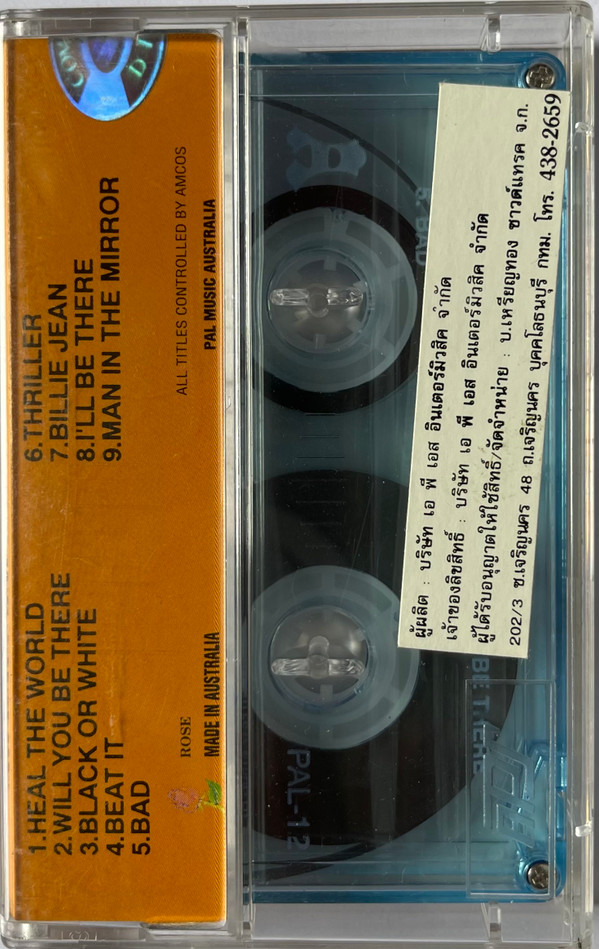 1.HEAL THE WORLD
2.WILL YOU BE THERE
3.BLACK OR WHITE
4.BEAT IT
5.BAD
6.THRILLER
7.BILLIE JEAN
8.I'LL BE THERE
9.MAN IN THE MIRROR
ALL TITLES CONTROLLED BY AMCOS
ROSE
MADE IN AUSTRALIA
PAL MUSIC AUSTRALIA
PAL-12
5. BAD
BE THERE
ผู้ผลิต : บริษัท เอ พี เอส อินเตอร์มิวสิค จำกัด
เจ้าของลิขสิทธิ์ : บริษัท เอ พี เอส อินเตอร์มิวสิค จำกัด
ผู้ได้รับอนุญาตให้ใช้สิทธิ์/จัดจำหน่าย : บ.เหรียญทอง ซาวด์แทรค จ.ก.
202/3 ซ.เจริญนคร 48 ถ.เจริญนคร บุคคโลธนบุรี กทม. โทร. 438-2659